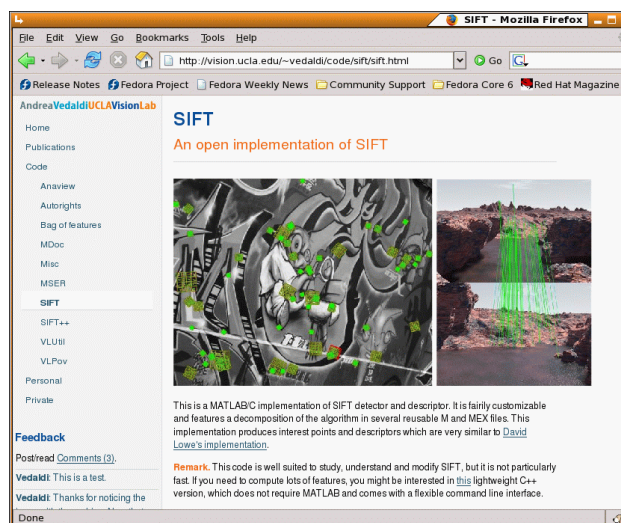 SIFT - Mozilla Firefox
File Edit View Go Bookmarks Tools Help
http://vision.ucla.edu/~vedaldi/code/sift/sift.html
Go
Release Notes Fedora Project Fedora Weekly News Community Support Fedora Core 6 Red Hat Magazine
AndreaVedaldiUCLAVisionLab
Home
Publications
Code
Anaview
Autorights
Bag of features
MDoc
Misc
MSER
SIFT
SIFT++
VLUtil
VLPov
Personal
Private
Feedback
Post/read Comments (3).
Vedaldi: This is a test.
Vedaldi: Thanks for noticing the
SIFT
An open implementation of SIFT
This is a MATLAB/C implementation of SIFT detector and descriptor. It is fairily customizable
and features a decomposition of the algorithm in several reusable M and MEX files. This
implementation produces interest points and descriptors which are very similar to David
Lowe's implementation.
Remark. This code is well suited to study, understand and modify SIFT, but it is not particularly
fast. If you need to compute lots of features, you might be interested in this lightweight C++
version, which does not require MATLAB and comes with a flexible command line interface.
Done